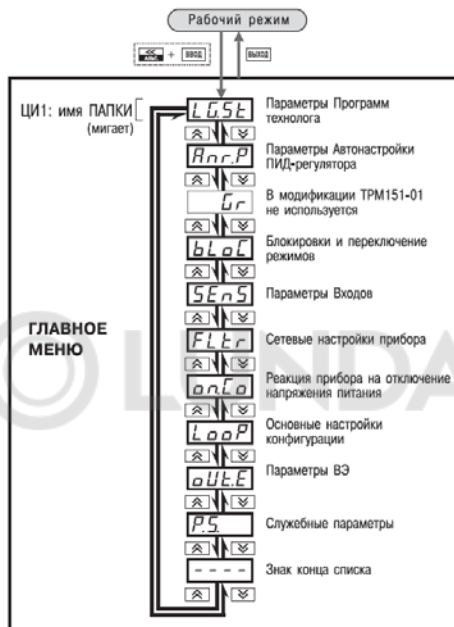 Рабочий режим
≪ АЛЬТ. + ВВОД
ВЫХОД
ЦИ1: имя ПАПКИ
(мигает)
LG.St
Параметры Программ
технолога
Anr.P
Параметры Автонастройки
ПИД-регулятора
Gr
В модификации ТРМ151-01
не используется
bLoC
Блокировки и переключение
режимов
SEnS
Параметры Входов
ГЛАВНОЕ
МЕНЮ
FLtr
Сетевые настройки прибора
onCo
Реакция прибора на отключение
напряжения питания
LooP
Основные настройки
конфигурации
oUt.E
Параметры ВЭ
P.S.
Служебные параметры
- - - -
Знак конца списка
LUNDA